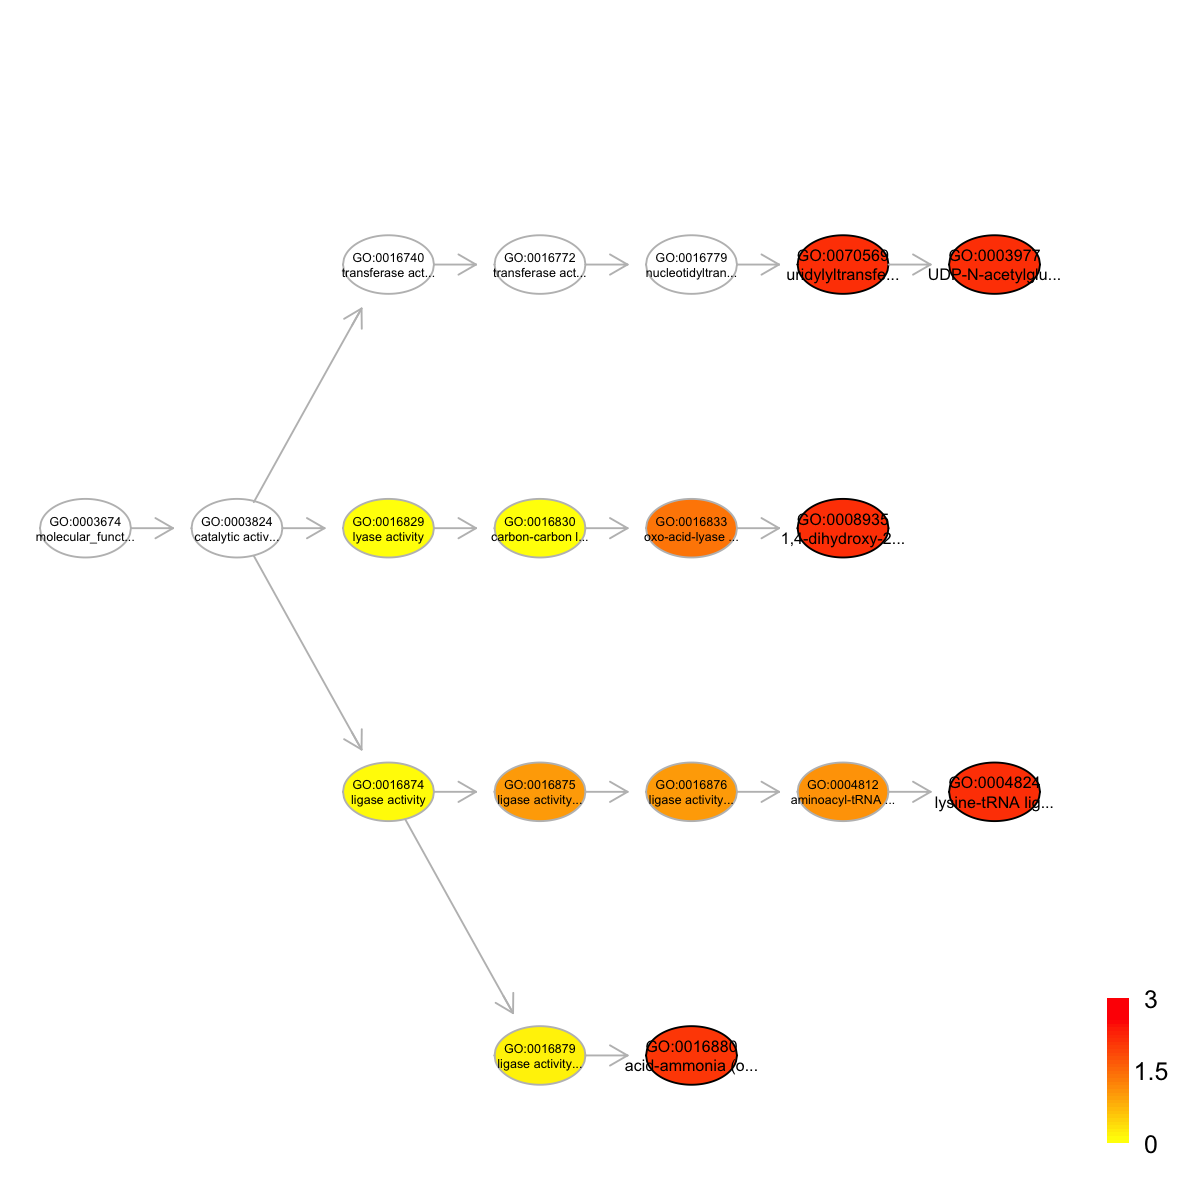 GO:0016740
transferase act...
GO:0016772
transferase act...
GO:0016779
nucleotidyltran...
GO:0070569
uridylyltransfe...
GO:0003977
UDP-N-acetylglu...
GO:0003674
molecular_funct...
GO:0003824
catalytic activ...
GO:0016829
lyase activity
GO:0016830
carbon-carbon l...
GO:0016833
oxo-acid-lyase ...
GO:0008935
1,4-dihydroxy-2...
GO:0016874
ligase activity
GO:0016875
ligase activity...
GO:0016876
ligase activity...
GO:0004812
aminoacyl-tRNA ...
GO:0004824
lysine-tRNA lig...
GO:0016879
ligase activity...
GO:0016880
acid-ammonia (o...
3
1.5
0